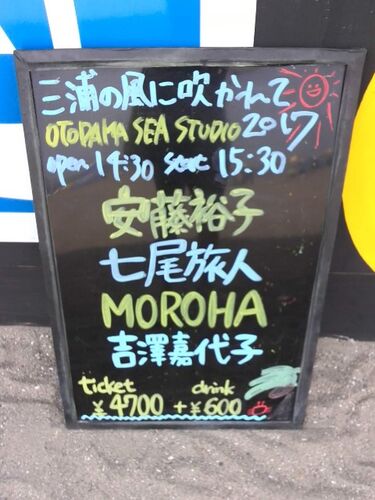 三浦の風に吹かれて
OTODAMA SEA STUDIO 2017
open 14:30 start 15:30
安藤裕子
七尾旅人
MOROHA
吉澤嘉代子
ticket drink
¥4700 +¥600